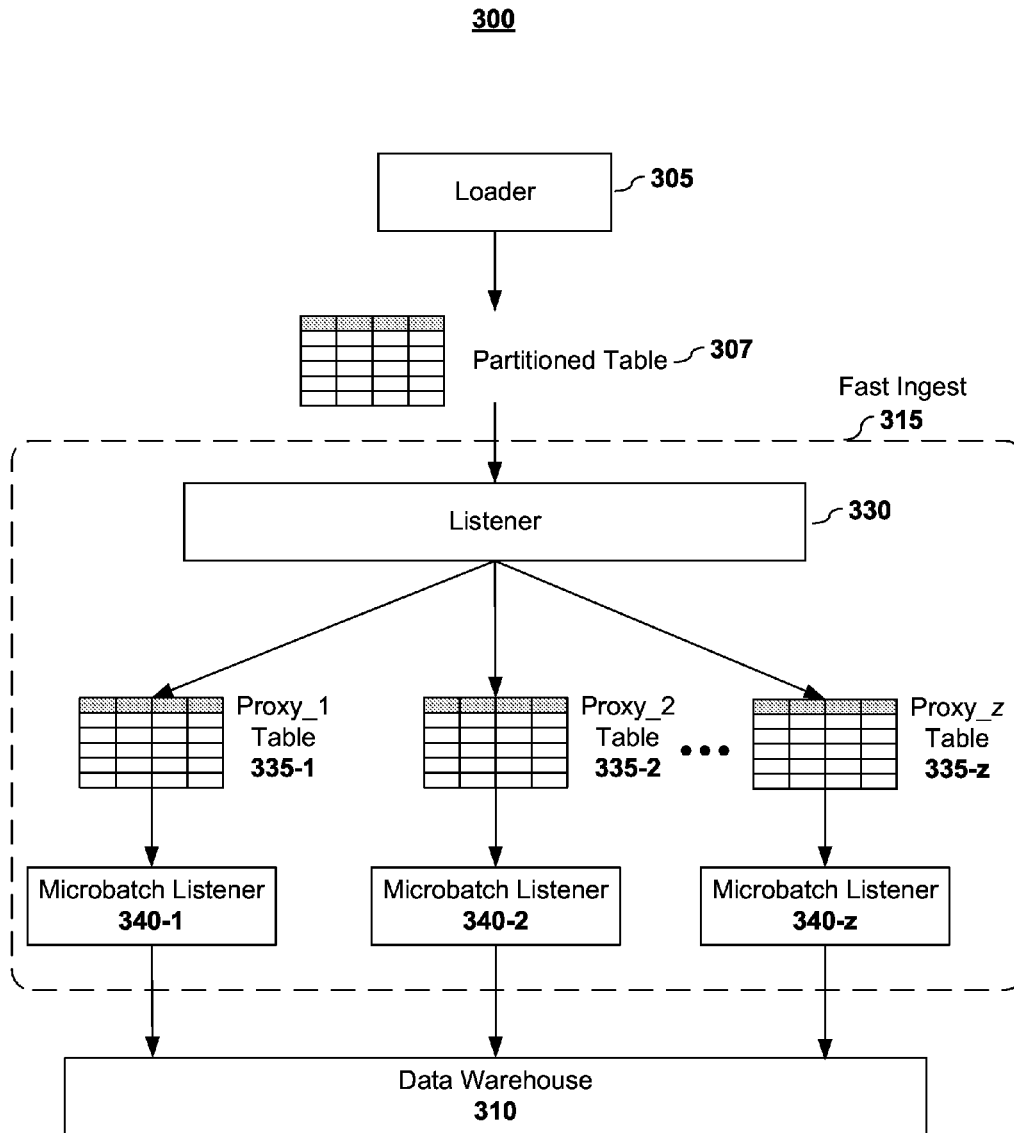 300
Loader
305
Partitioned Table
307
Fast Ingest
315
Listener
330
Proxy_1
Table
335-1
Proxy_2
Table
335-2
Proxy_z
Table
335-z
Microbatch Listener
340-1
Microbatch Listener
340-2
Microbatch Listener
340-z
Data Warehouse
310